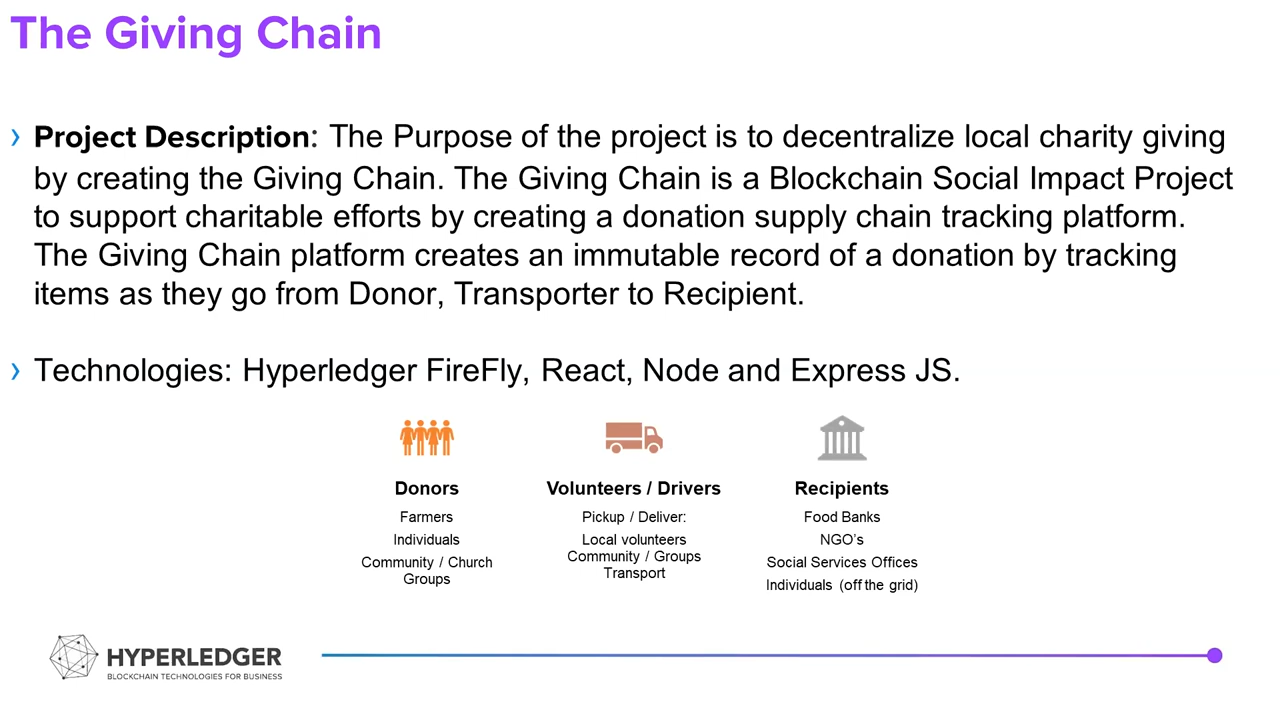 The Giving Chain
› Project Description: The Purpose of the project is to decentralize local charity giving
by creating the Giving Chain. The Giving Chain is a Blockchain Social Impact Project
to support charitable efforts by creating a donation supply chain tracking platform.
The Giving Chain platform creates an immutable record of a donation by tracking
items as they go from Donor, Transporter to Recipient.
› Technologies: Hyperledger FireFly, React, Node and Express JS.
Donors
Farmers
Individuals
Community / Church
Groups
Volunteers / Drivers
Pickup / Deliver:
Local volunteers
Community / Groups
Transport
Recipients
Food Banks
NGO's
Social Services Offices
Individuals (off the grid)
HYPERLEDGER
BLOCKCHAIN TECHNOLOGIES FOR BUSINESS